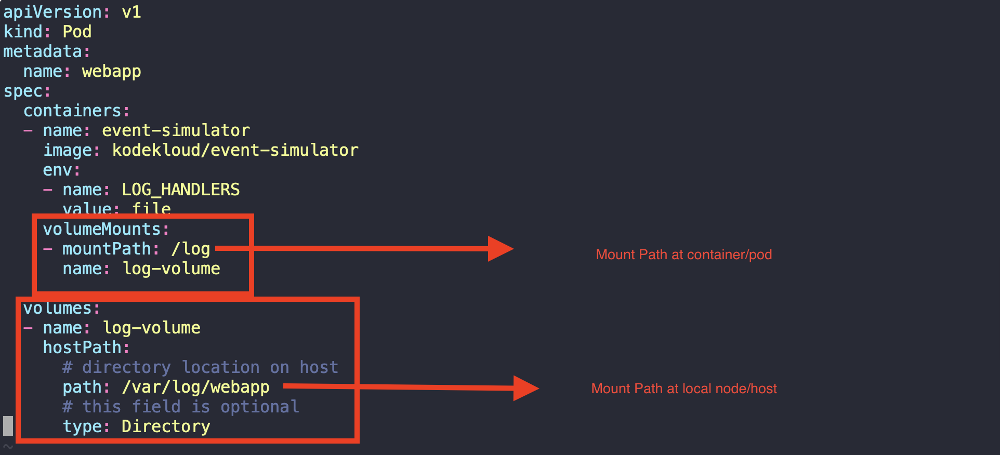 apiVersion: v1
kind: Pod
metadata:
  name: webapp
spec:
  containers:
  - name: event-simulator
    image: kodekloud/event-simulator
    env:
    - name: LOG_HANDLERS
      value: file
    volumeMounts:
    - mountPath: /log
Mount Path at container/pod
      name: log-volume
  volumes:
  - name: log-volume
    hostPath:
      # directory location on host
      path: /var/log/webapp
Mount Path at local node/host
      # this field is optional
      type: Directory
~